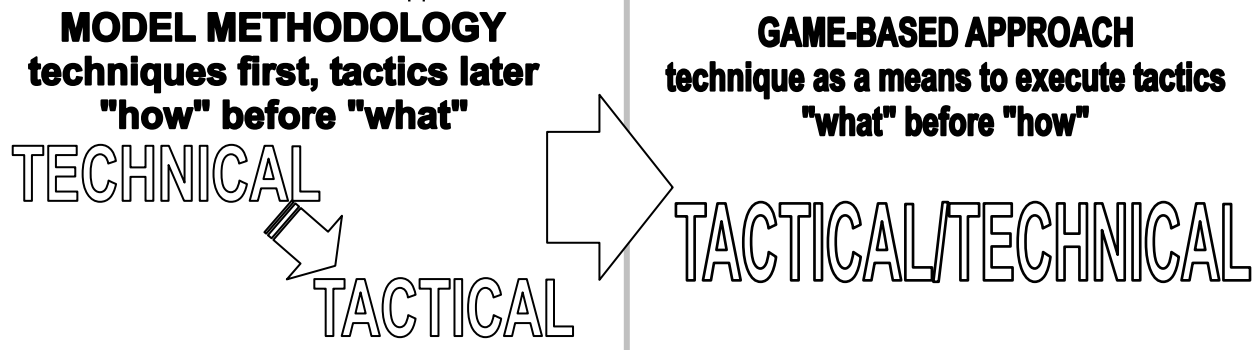 MODEL METHODOLOGY
techniques first, tactics later
"how" before "what"
TECHNICAL
TACTICAL
GAME-BASED APPROACH
technique as a means to execute tactics
"what" before "how"
TACTICAL/TECHNICAL